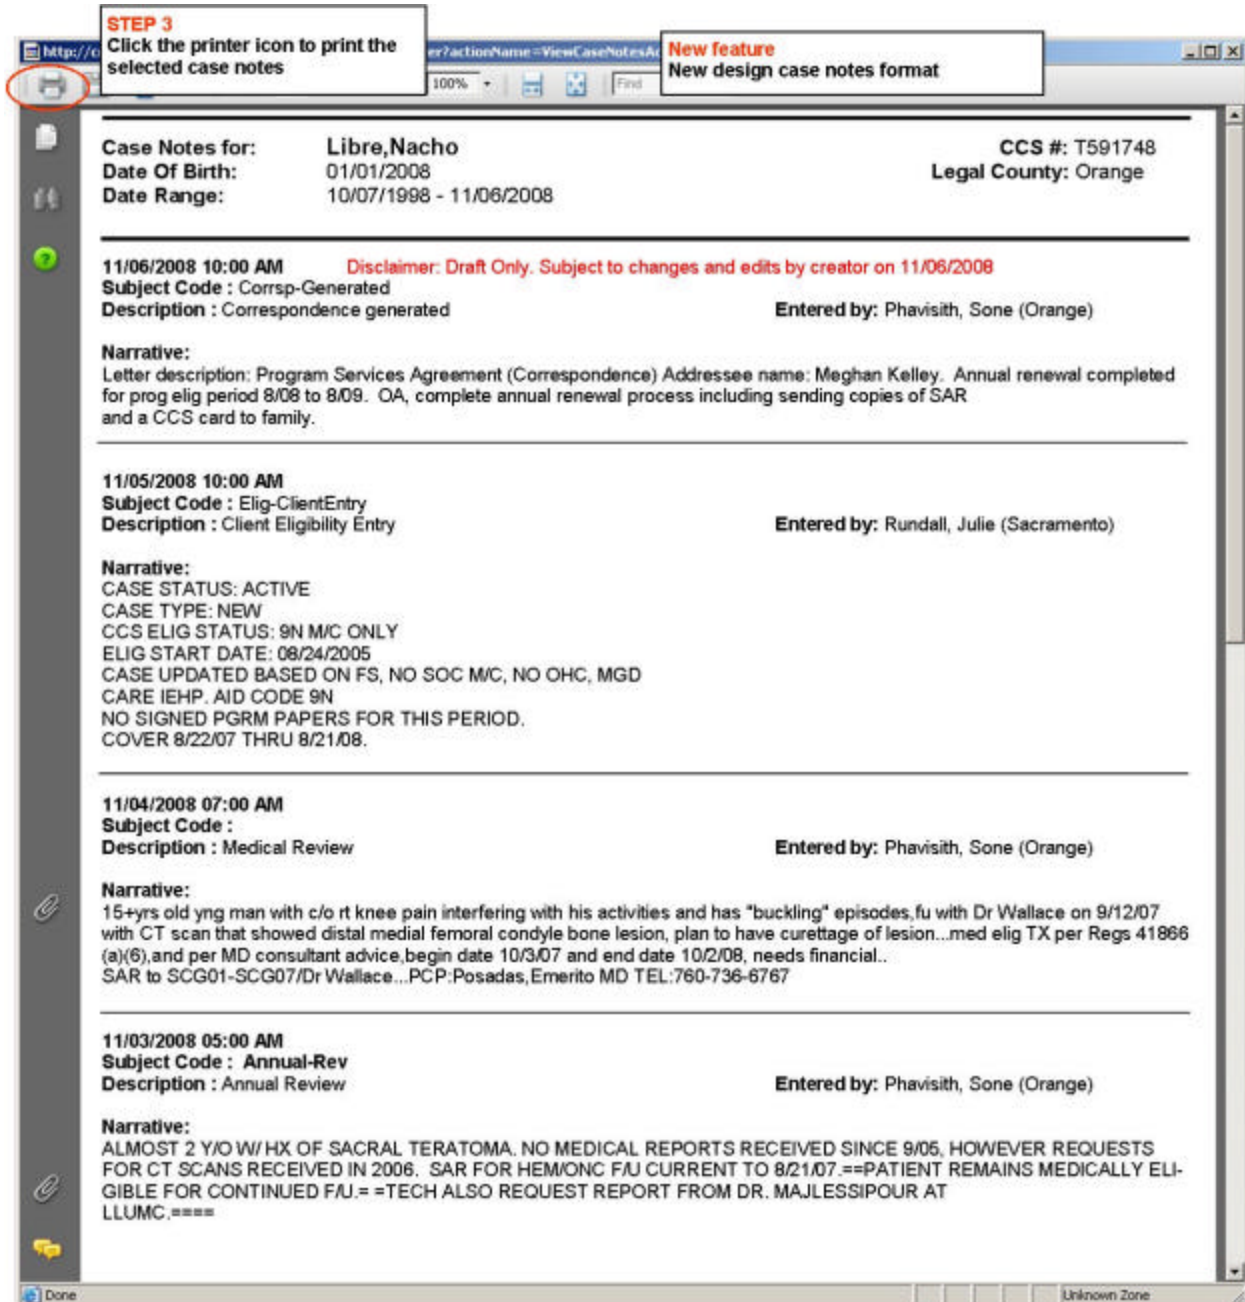 STEP 3
Click the printer icon to print the
selected case notes
New feature
New design case notes format
http://c
er?actionName=ViewCaseNotesAc
100%
Find
Case Notes for: Libre,Nacho CCS #: T591748
Date Of Birth: 01/01/2008 Legal County: Orange
Date Range: 10/07/1998 - 11/06/2008
11/06/2008 10:00 AM Disclaimer: Draft Only. Subject to changes and edits by creator on 11/06/2008
Subject Code : Corrsp-Generated
Description : Correspondence generated Entered by: Phavisith, Sone (Orange)
Narrative:
Letter description: Program Services Agreement (Correspondence) Addressee name: Meghan Kelley. Annual renewal completed
for prog elig period 8/08 to 8/09. OA, complete annual renewal process including sending copies of SAR
and a CCS card to family.
11/05/2008 10:00 AM
Subject Code : Elig-ClientEntry
Description : Client Eligibility Entry Entered by: Rundall, Julie (Sacramento)
Narrative:
CASE STATUS: ACTIVE
CASE TYPE: NEW
CCS ELIG STATUS: 9N M/C ONLY
ELIG START DATE: 08/24/2005
CASE UPDATED BASED ON FS, NO SOC M/C, NO OHC, MGD
CARE IEHP. AID CODE 9N
NO SIGNED PGRM PAPERS FOR THIS PERIOD.
COVER 8/22/07 THRU 8/21/08.
11/04/2008 07:00 AM
Subject Code :
Description : Medical Review Entered by: Phavisith, Sone (Orange)
Narrative:
15+yrs old yng man with c/o rt knee pain interfering with his activities and has "buckling" episodes,fu with Dr Wallace on 9/12/07
with CT scan that showed distal medial femoral condyle bone lesion, plan to have curettage of lesion...med elig TX per Regs 41866
(a)(6),and per MD consultant advice,begin date 10/3/07 and end date 10/2/08, needs financial..
SAR to SCG01-SCG07/Dr Wallace...PCP:Posadas,Emerito MD TEL:760-736-6767
11/03/2008 05:00 AM
Subject Code : Annual-Rev
Description : Annual Review Entered by: Phavisith, Sone (Orange)
Narrative:
ALMOST 2 Y/O W/ HX OF SACRAL TERATOMA. NO MEDICAL REPORTS RECEIVED SINCE 9/05, HOWEVER REQUESTS
FOR CT SCANS RECEIVED IN 2006. SAR FOR HEM/ONC F/U CURRENT TO 8/21/07.==PATIENT REMAINS MEDICALLY ELI-
GIBLE FOR CONTINUED F/U.= =TECH ALSO REQUEST REPORT FROM DR. MAJLESSIPOUR AT
LLUMC.====
Done
Unknown Zone